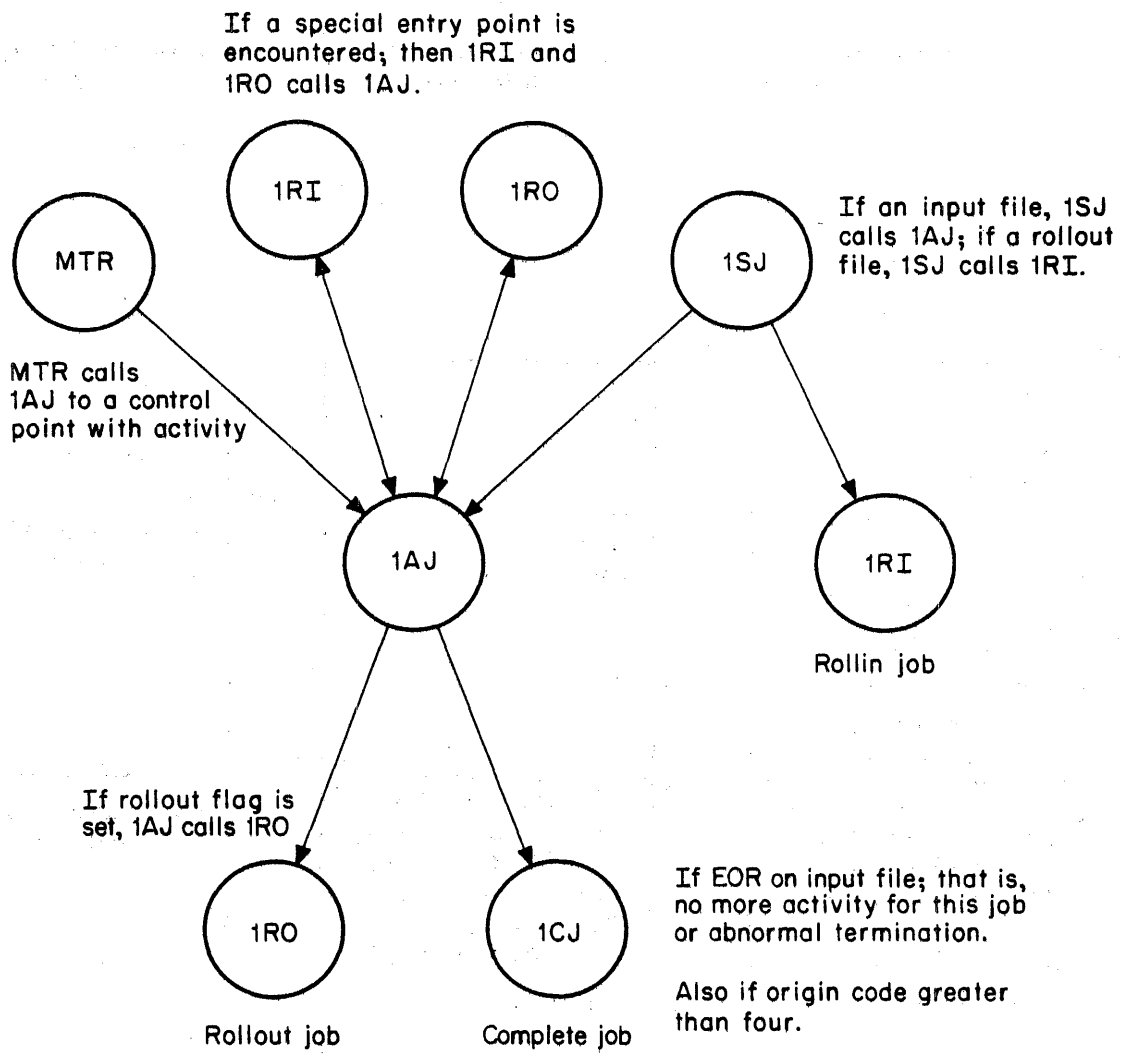 If a special entry point is
encountered; then 1RI and
1RO calls 1AJ.
1RI
1RO
MTR
1SJ
If an input file, 1SJ
calls 1AJ; if a rollout
file, 1SJ calls 1RI.
MTR calls
1AJ to a control
point with activity
1AJ
1RI
Rollin job
If rollout flag is
set, 1AJ calls 1RO
1RO
1CJ
If EOR on input file; that is,
no more activity for this job
or abnormal termination.
Also if origin code greater
than four.
Rollout job
Complete job